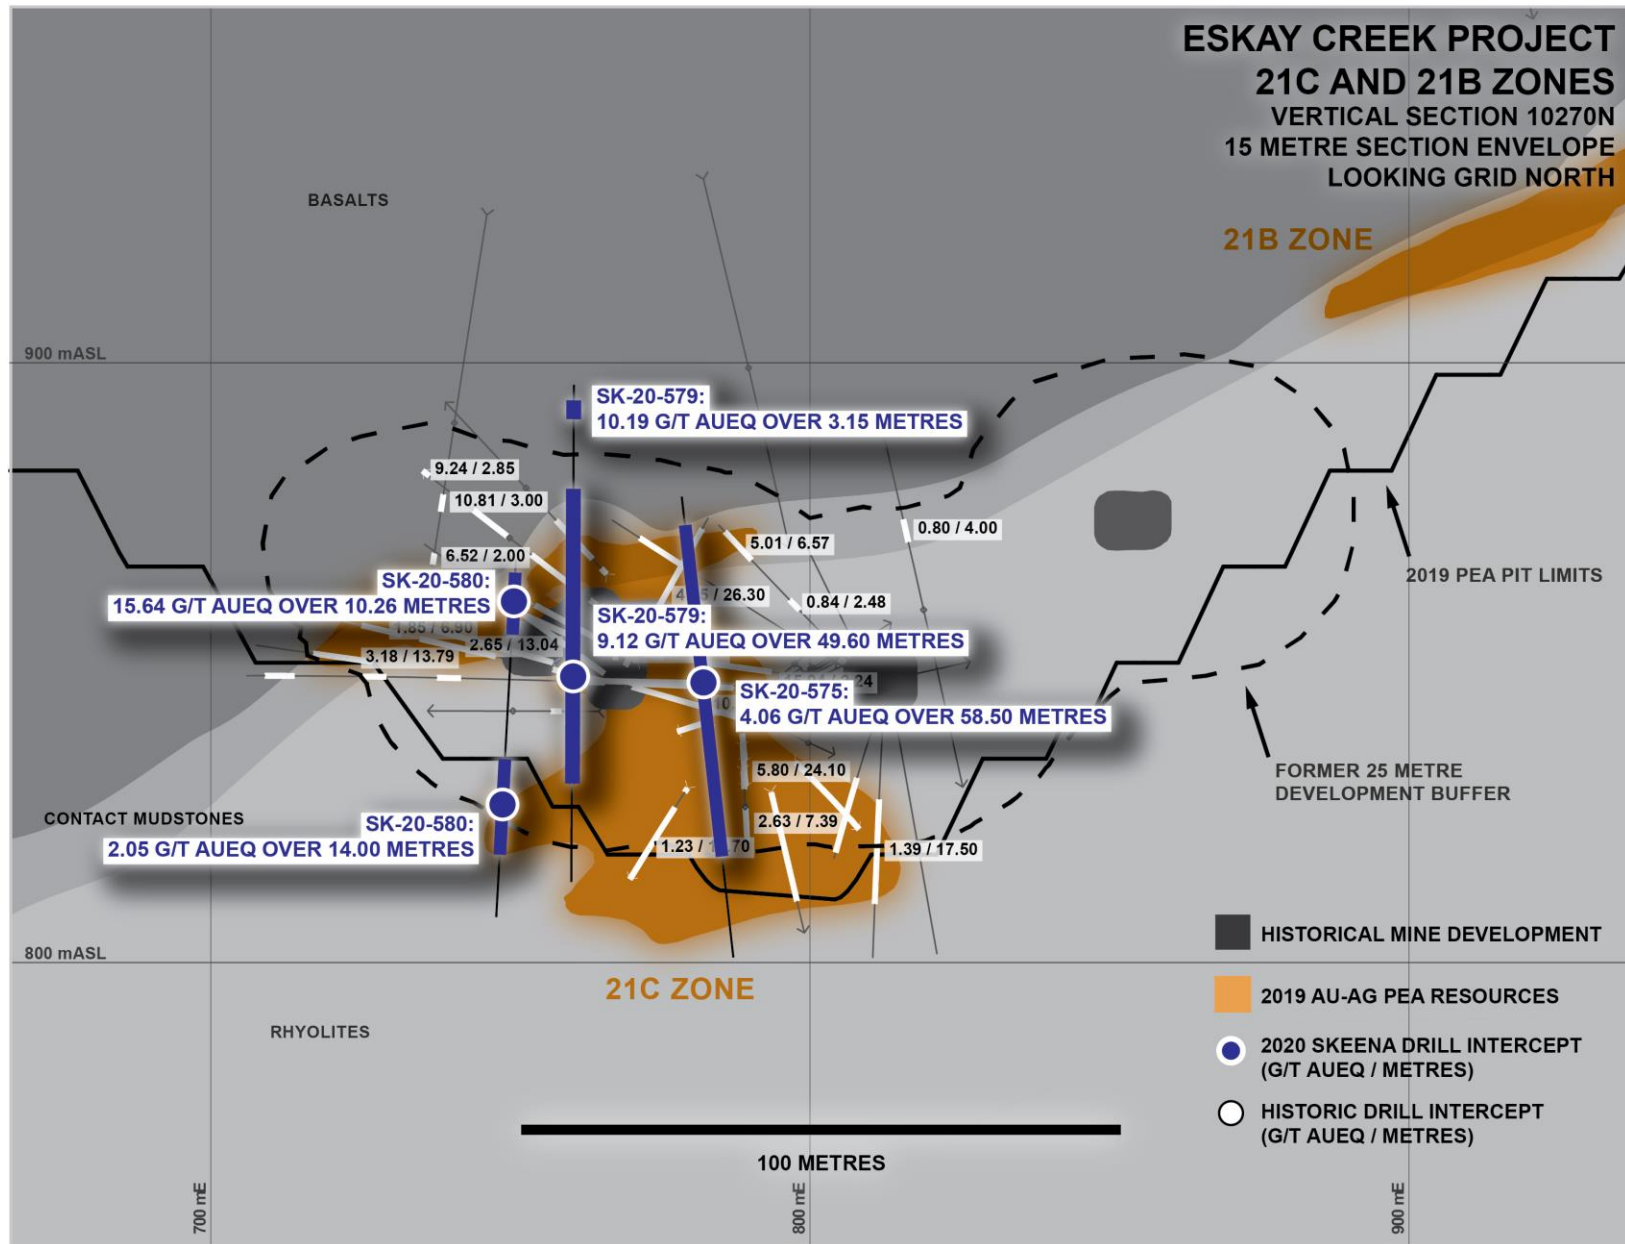 ESKAY CREEK PROJECT
21C AND 21B ZONES
VERTICAL SECTION 10270N
15 METRE SECTION ENVELOPE
LOOKING GRID NORTH
BASALTS
21B ZONE
900 mASL
SK-20-579:
10.19 G/T AUEQ OVER 3.15 METRES
9.24 / 2.85
10.81 / 3.00
0.80 / 4.00
5.01 / 6.57
6.52 / 2.00
2019 PEA PIT LIMITS
SK-20-580:
15.64 G/T AUEQ OVER 10.26 METRES
26.30
0.84 / 2.48
SK-20-579:
9.12 G/T AUEQ OVER 49.60 METRES
1.85 / 6.90
2.65 / 13.04
3.18 / 13.79
SK-20-575:
4.06 G/T AUEQ OVER 58.50 METRES
5.80 / 24.10
FORMER 25 METRE
DEVELOPMENT BUFFER
CONTACT MUDSTONES
SK-20-580:
2.05 G/T AUEQ OVER 14.00 METRES
2.63 / 7.39
1.23 /
1.39 / 17.50
HISTORICAL MINE DEVELOPMENT
800 mASL
21C ZONE
2019 AU-AG PEA RESOURCES
RHYOLITES
2020 SKEENA DRILL INTERCEPT
(G/T AUEQ / METRES)
HISTORIC DRILL INTERCEPT
(G/T AUEQ / METRES)
100 METRES
700 mE
800 mE
900 mE